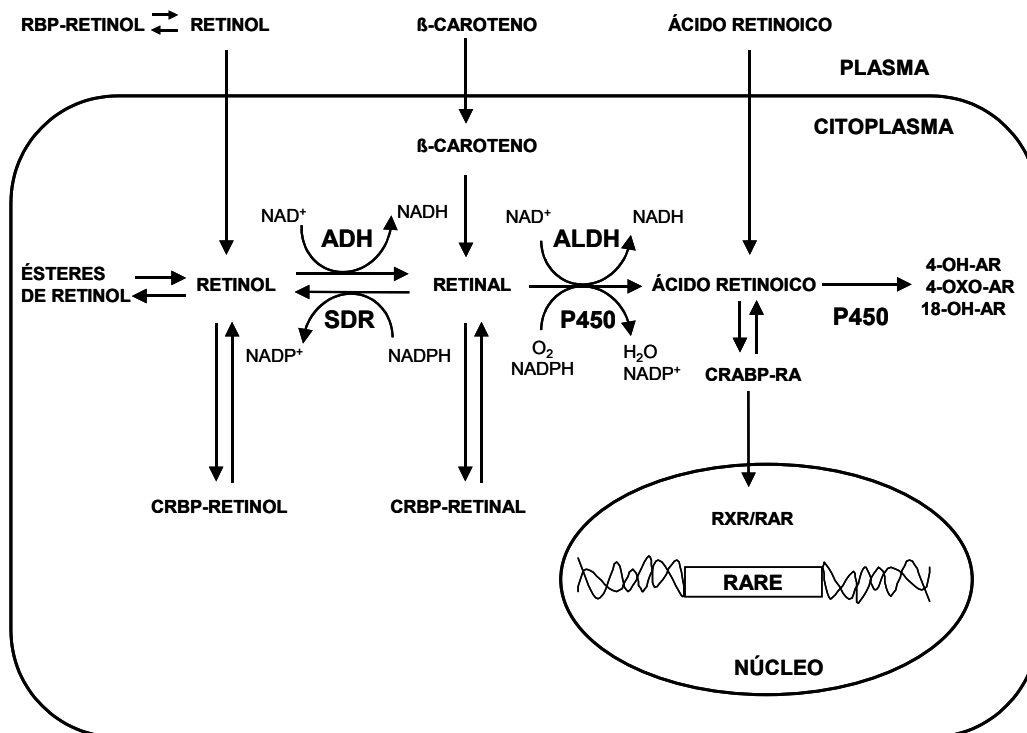 RBP-RETINOL
RETINOL
ß-CAROTENO
ÁCIDO RETINOICO
PLASMA
CITOPLASMA
ß-CAROTENO
NAD⁺
NADH
ADH
NAD⁺
NADH
ALDH
ÉSTERES
DE RETINOL
RETINOL
RETINAL
ÁCIDO RETINOICO
4-OH-AR
4-OXO-AR
18-OH-AR
SDR
NADP⁺
NADPH
P450
O₂
NADPH
H₂O
NADP⁺
P450
CRABP-RA
CRBP-RETINOL
CRBP-RETINAL
RXR/RAR
RARE
NÚCLEO